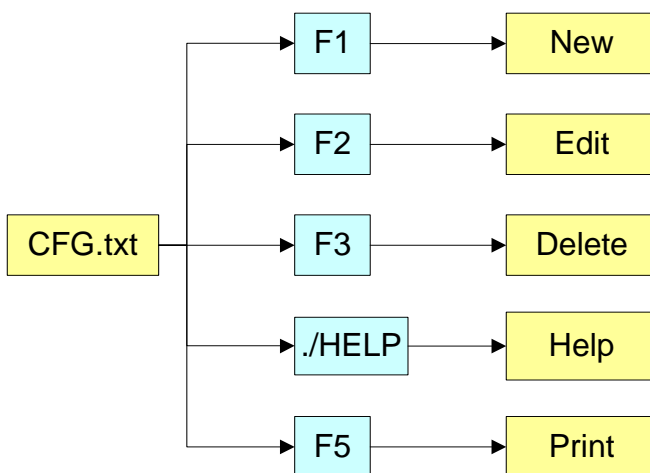 F1 New
F2 Edit
CFG.txt F3 Delete
./HELP Help
F5 Print